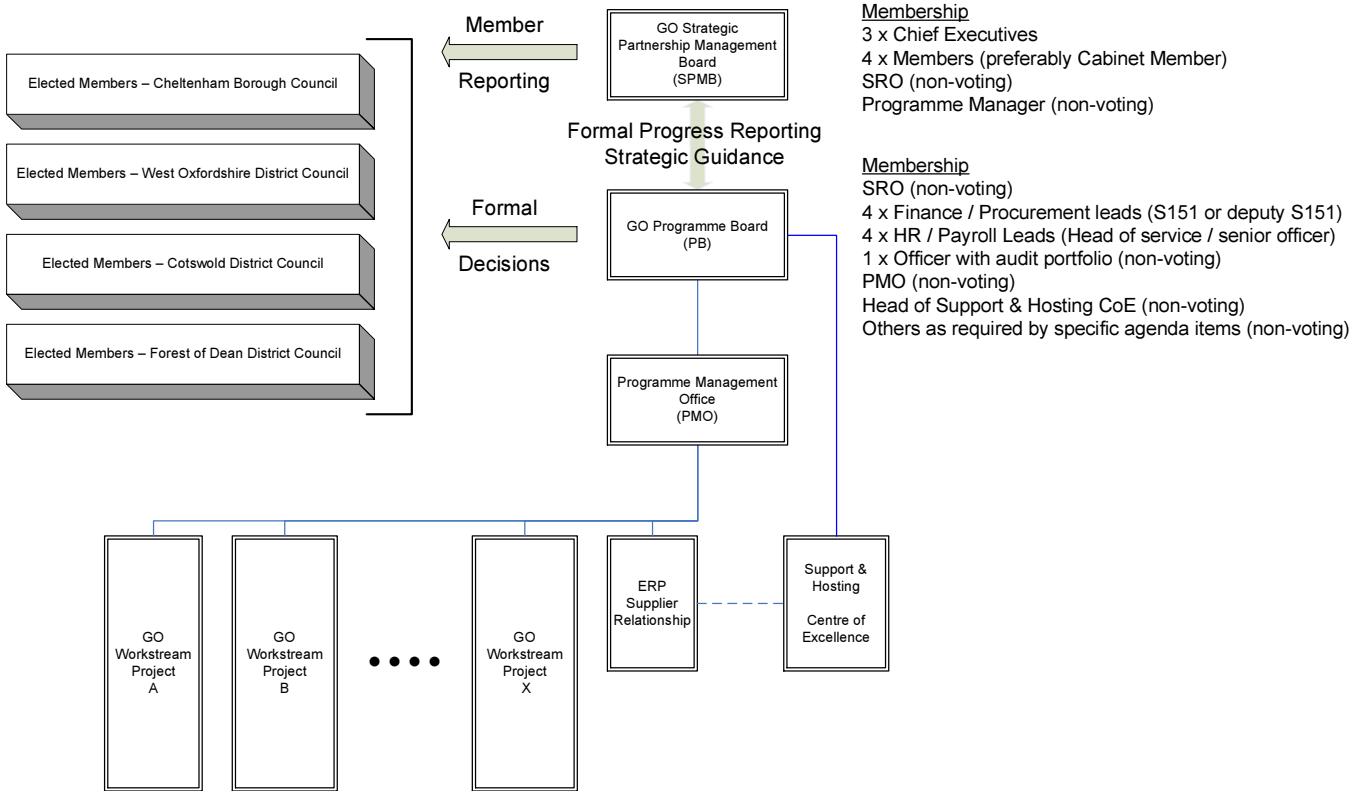 Elected Members – Cheltenham Borough Council
Elected Members – West Oxfordshire District Council
Elected Members – Cotswold District Council
Elected Members – Forest of Dean District Council
Member
Reporting
Formal
Decisions
GO Strategic
Partnership Management
Board
(SPMB)
Formal Progress Reporting
Strategic Guidance
GO Programme Board
(PB)
Programme Management
Office
(PMO)
Membership
3 x Chief Executives
4 x Members (preferably Cabinet Member)
SRO (non-voting)
Programme Manager (non-voting)
Membership
SRO (non-voting)
4 x Finance / Procurement leads (S151 or deputy S151)
4 x HR / Payroll Leads (Head of service / senior officer)
1 x Officer with audit portfolio (non-voting)
PMO (non-voting)
Head of Support & Hosting CoE (non-voting)
Others as required by specific agenda items (non-voting)
GO
Workstream
Project
A
GO
Workstream
Project
B
GO
Workstream
Project
X
ERP
Supplier
Relationship
Support &
Hosting
Centre of
Excellence